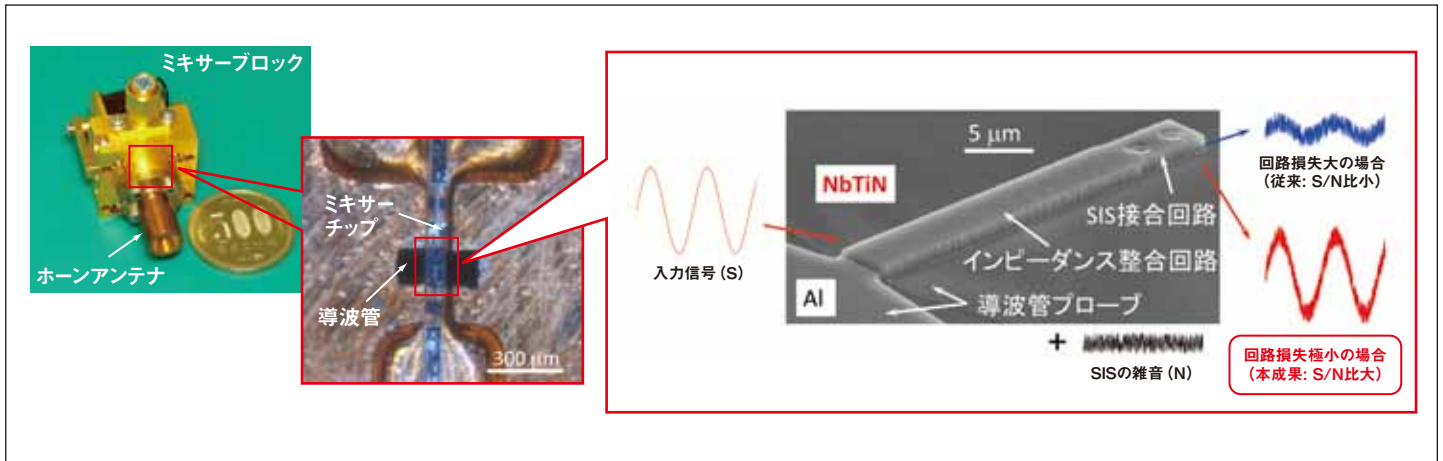 ミキサーブロック
ホーンアンテナ
500
ミキサー
チップ
導波管
300 μm
入力信号（S）
5 μm
NbTiN
SIS接合回路
インピーダンス整合回路
Al
導波管プローブ
+
SISの雑音（N）
回路損失大の場合
（従来: S/N比小）
回路損失極小の場合
（本成果: S/N比大）